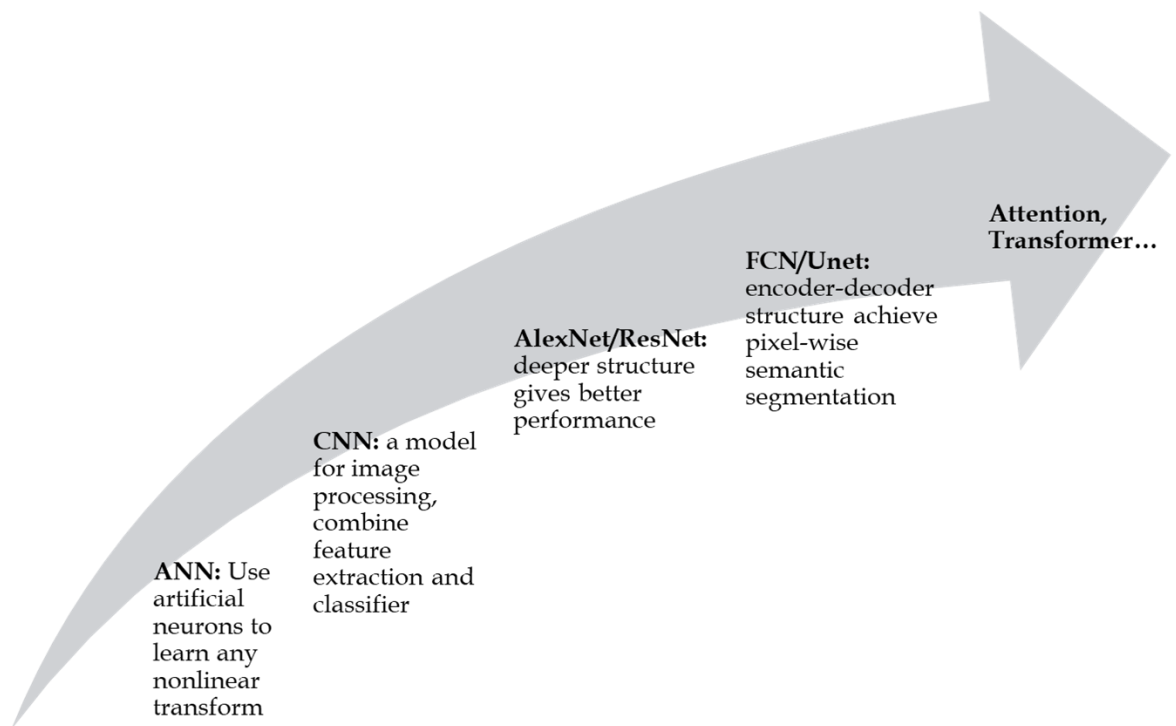 ANN: Use
artificial
neurons to
learn any
nonlinear
transform
CNN: a model
for image
processing,
combine
feature
extraction and
classifier
AlexNet/ResNet:
deeper structure
gives better
performance
FCN/Unet:
encoder-decoder
structure achieve
pixel-wise
semantic
segmentation
Attention,
Transformer…